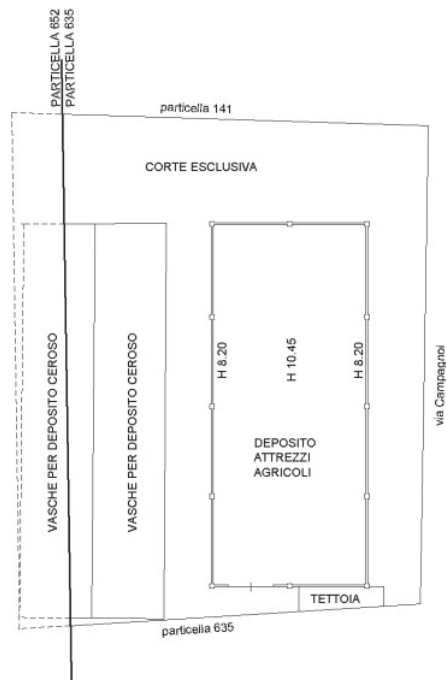 PARTICELLA 652
PARTICELLA 635
particella 141
CORTE ESCLUSIVA
VASCHE PER DEPOSITO CEROSO
VASCHE PER DEPOSITO CEROSO
H 8.20
H 10.45
H 8.20
via Campagnol
DEPOSITO
ATTREZZI
AGRICOLI
TETTOIA
particella 635